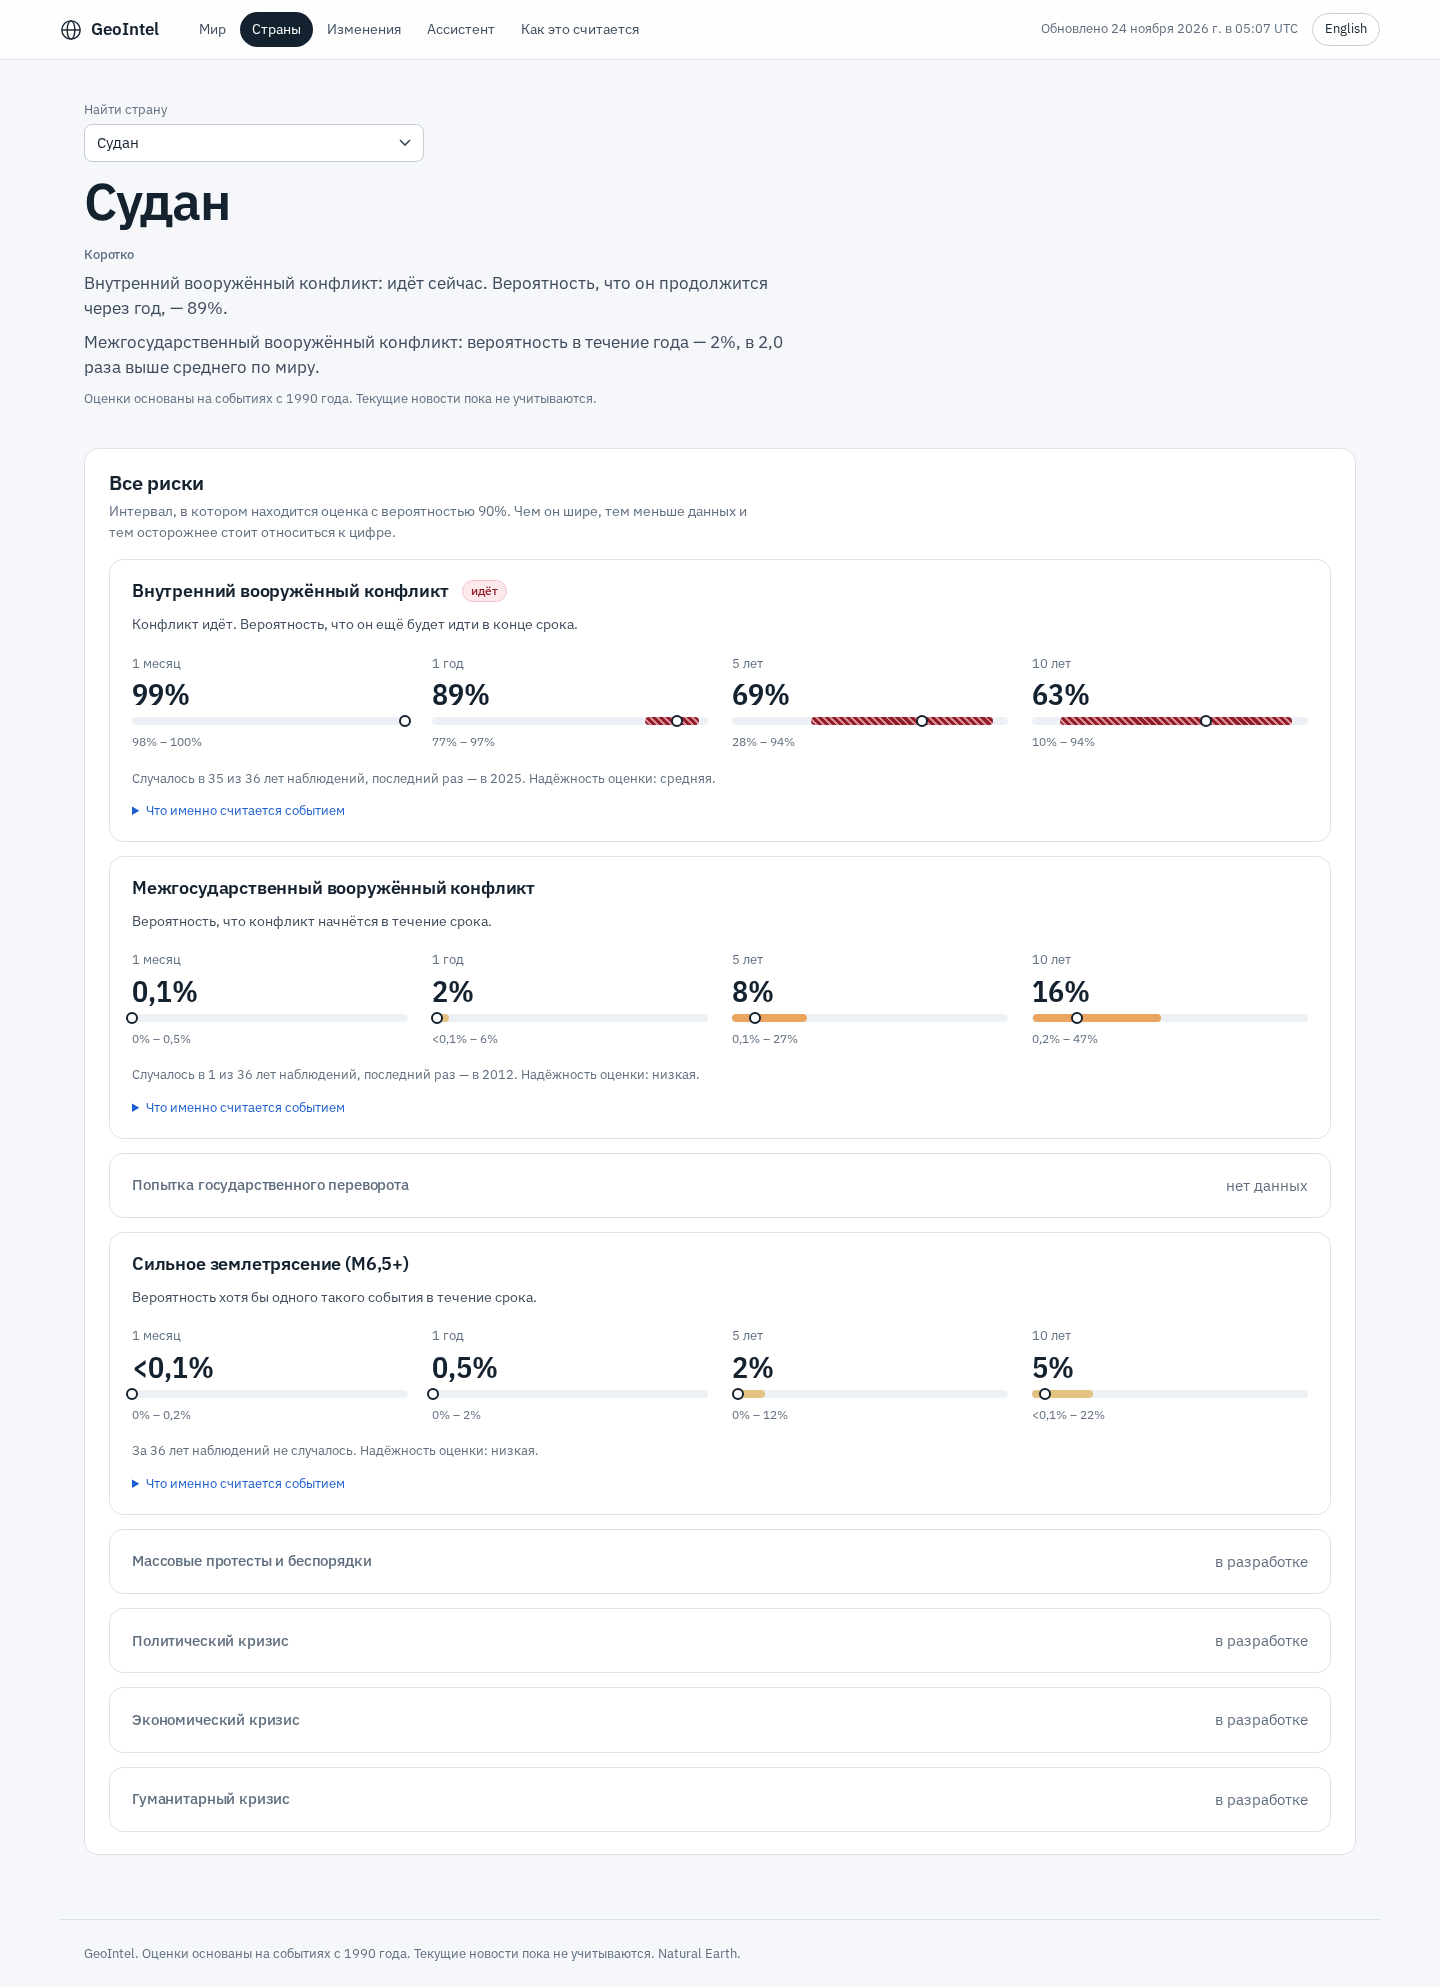 GeoIntel
Мир
Страны
Изменения
Ассистент
Как это считается
Обновлено 24 ноября 2026 г. в 05:07 UTC
English
Найти страну
Судан
Судан
Коротко
Внутренний вооружённый конфликт: идёт сейчас. Вероятность, что он продолжится
через год, — 89%.
Межгосударственный вооружённый конфликт: вероятность в течение года — 2%, в 2,0
раза выше среднего по миру.
Оценки основаны на событиях с 1990 года. Текущие новости пока не учитываются.
Все риски
Интервал, в котором находится оценка с вероятностью 90%. Чем он шире, тем меньше данных и
тем осторожнее стоит относиться к цифре.
Внутренний вооружённый конфликт
идёт
Конфликт идёт. Вероятность, что он ещё будет идти в конце срока.
1 месяц
99%
98% – 100%
1 год
89%
77% – 97%
5 лет
69%
28% – 94%
10 лет
63%
10% – 94%
Случалось в 35 из 36 лет наблюдений, последний раз — в 2025. Надёжность оценки: средняя.
Что именно считается событием
Межгосударственный вооружённый конфликт
Вероятность, что конфликт начнётся в течение срока.
1 месяц
0,1%
0% – 0,5%
1 год
2%
<0,1% – 6%
5 лет
8%
0,1% – 27%
10 лет
16%
0,2% – 47%
Случалось в 1 из 36 лет наблюдений, последний раз — в 2012. Надёжность оценки: низкая.
Что именно считается событием
Попытка государственного переворота
нет данных
Сильное землетрясение (M6,5+)
Вероятность хотя бы одного такого события в течение срока.
1 месяц
<0,1%
0% – 0,2%
1 год
0,5%
0% – 2%
5 лет
2%
0% – 12%
10 лет
5%
<0,1% – 22%
За 36 лет наблюдений не случалось. Надёжность оценки: низкая.
Что именно считается событием
Массовые протесты и беспорядки
в разработке
Политический кризис
в разработке
Экономический кризис
в разработке
Гуманитарный кризис
в разработке
GeoIntel. Оценки основаны на событиях с 1990 года. Текущие новости пока не учитываются. Natural Earth.